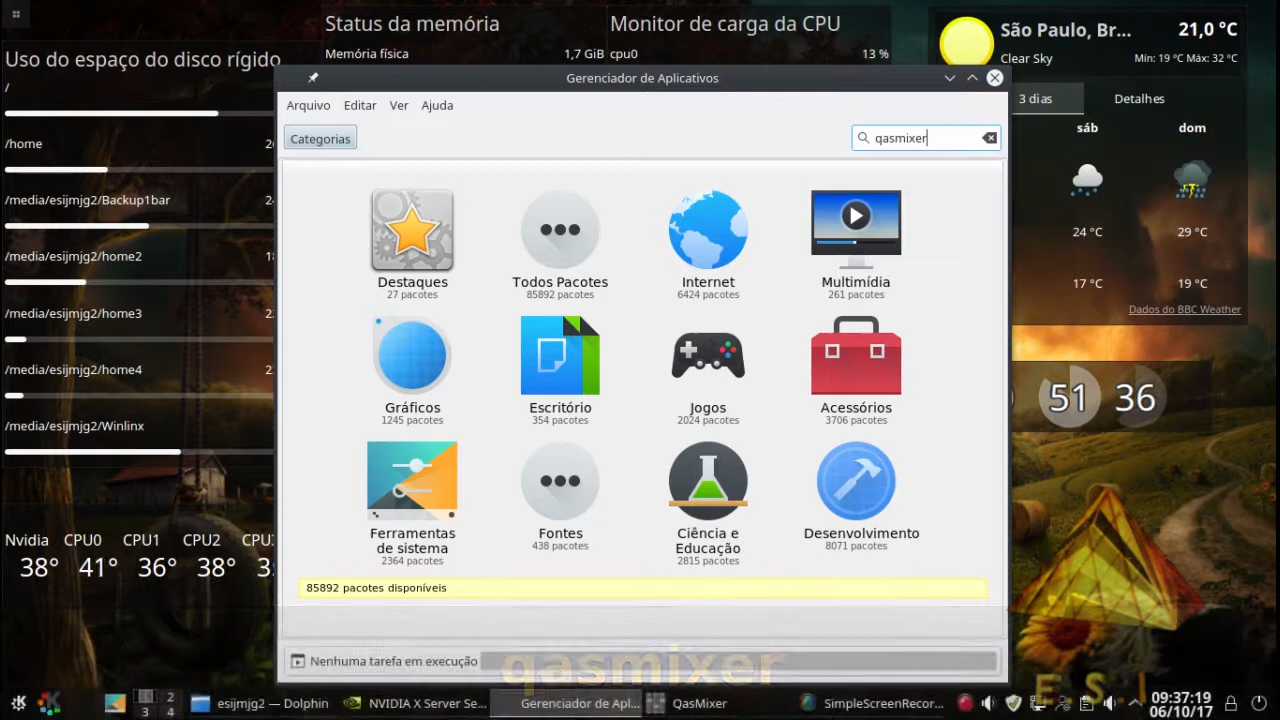 Status da memória
Monitor de carga da CPU
Memória física
1,7 GiB
cpu0
13 %
São Paulo, Br...
21,0 °C
Clear Sky
Mín: 19 °C Máx: 32 °C
Uso do espaço do disco rígido
/
/home
/media/esijmjg2/Backup1bar
/media/esijmjg2/home2
/media/esijmjg2/home3
/media/esijmjg2/home4
/media/esijmjg2/Winlinx
Nvidia CPU0 CPU1 CPU2
38° 41° 36° 38°
Gerenciador de Aplicativos
Arquivo Editar Ver Ajuda
Categorias
qasmixer
Destaques
27 pacotes
Todos Pacotes
85892 pacotes
Internet
6424 pacotes
Multimídia
261 pacotes
Gráficos
1245 pacotes
Escritório
354 pacotes
Jogos
2024 pacotes
Acessórios
3706 pacotes
Ferramentas
de sistema
2364 pacotes
Fontes
438 pacotes
Ciência e
Educação
2815 pacotes
Desenvolvimento
8071 pacotes
85892 pacotes disponíveis
Nenhuma tarefa em execução
qasmixer
3 dias
Detalhes
sáb dom
24 °C 29 °C
17 °C 19 °C
Dados do BBC Weather
51 36
E.S.I
2
3 4
esijmjg2 — Dolphin
NVIDIA X Server Se...
Gerenciador de Apl...
QasMixer
SimpleScreenRecor...
09:37:19
06/10/17